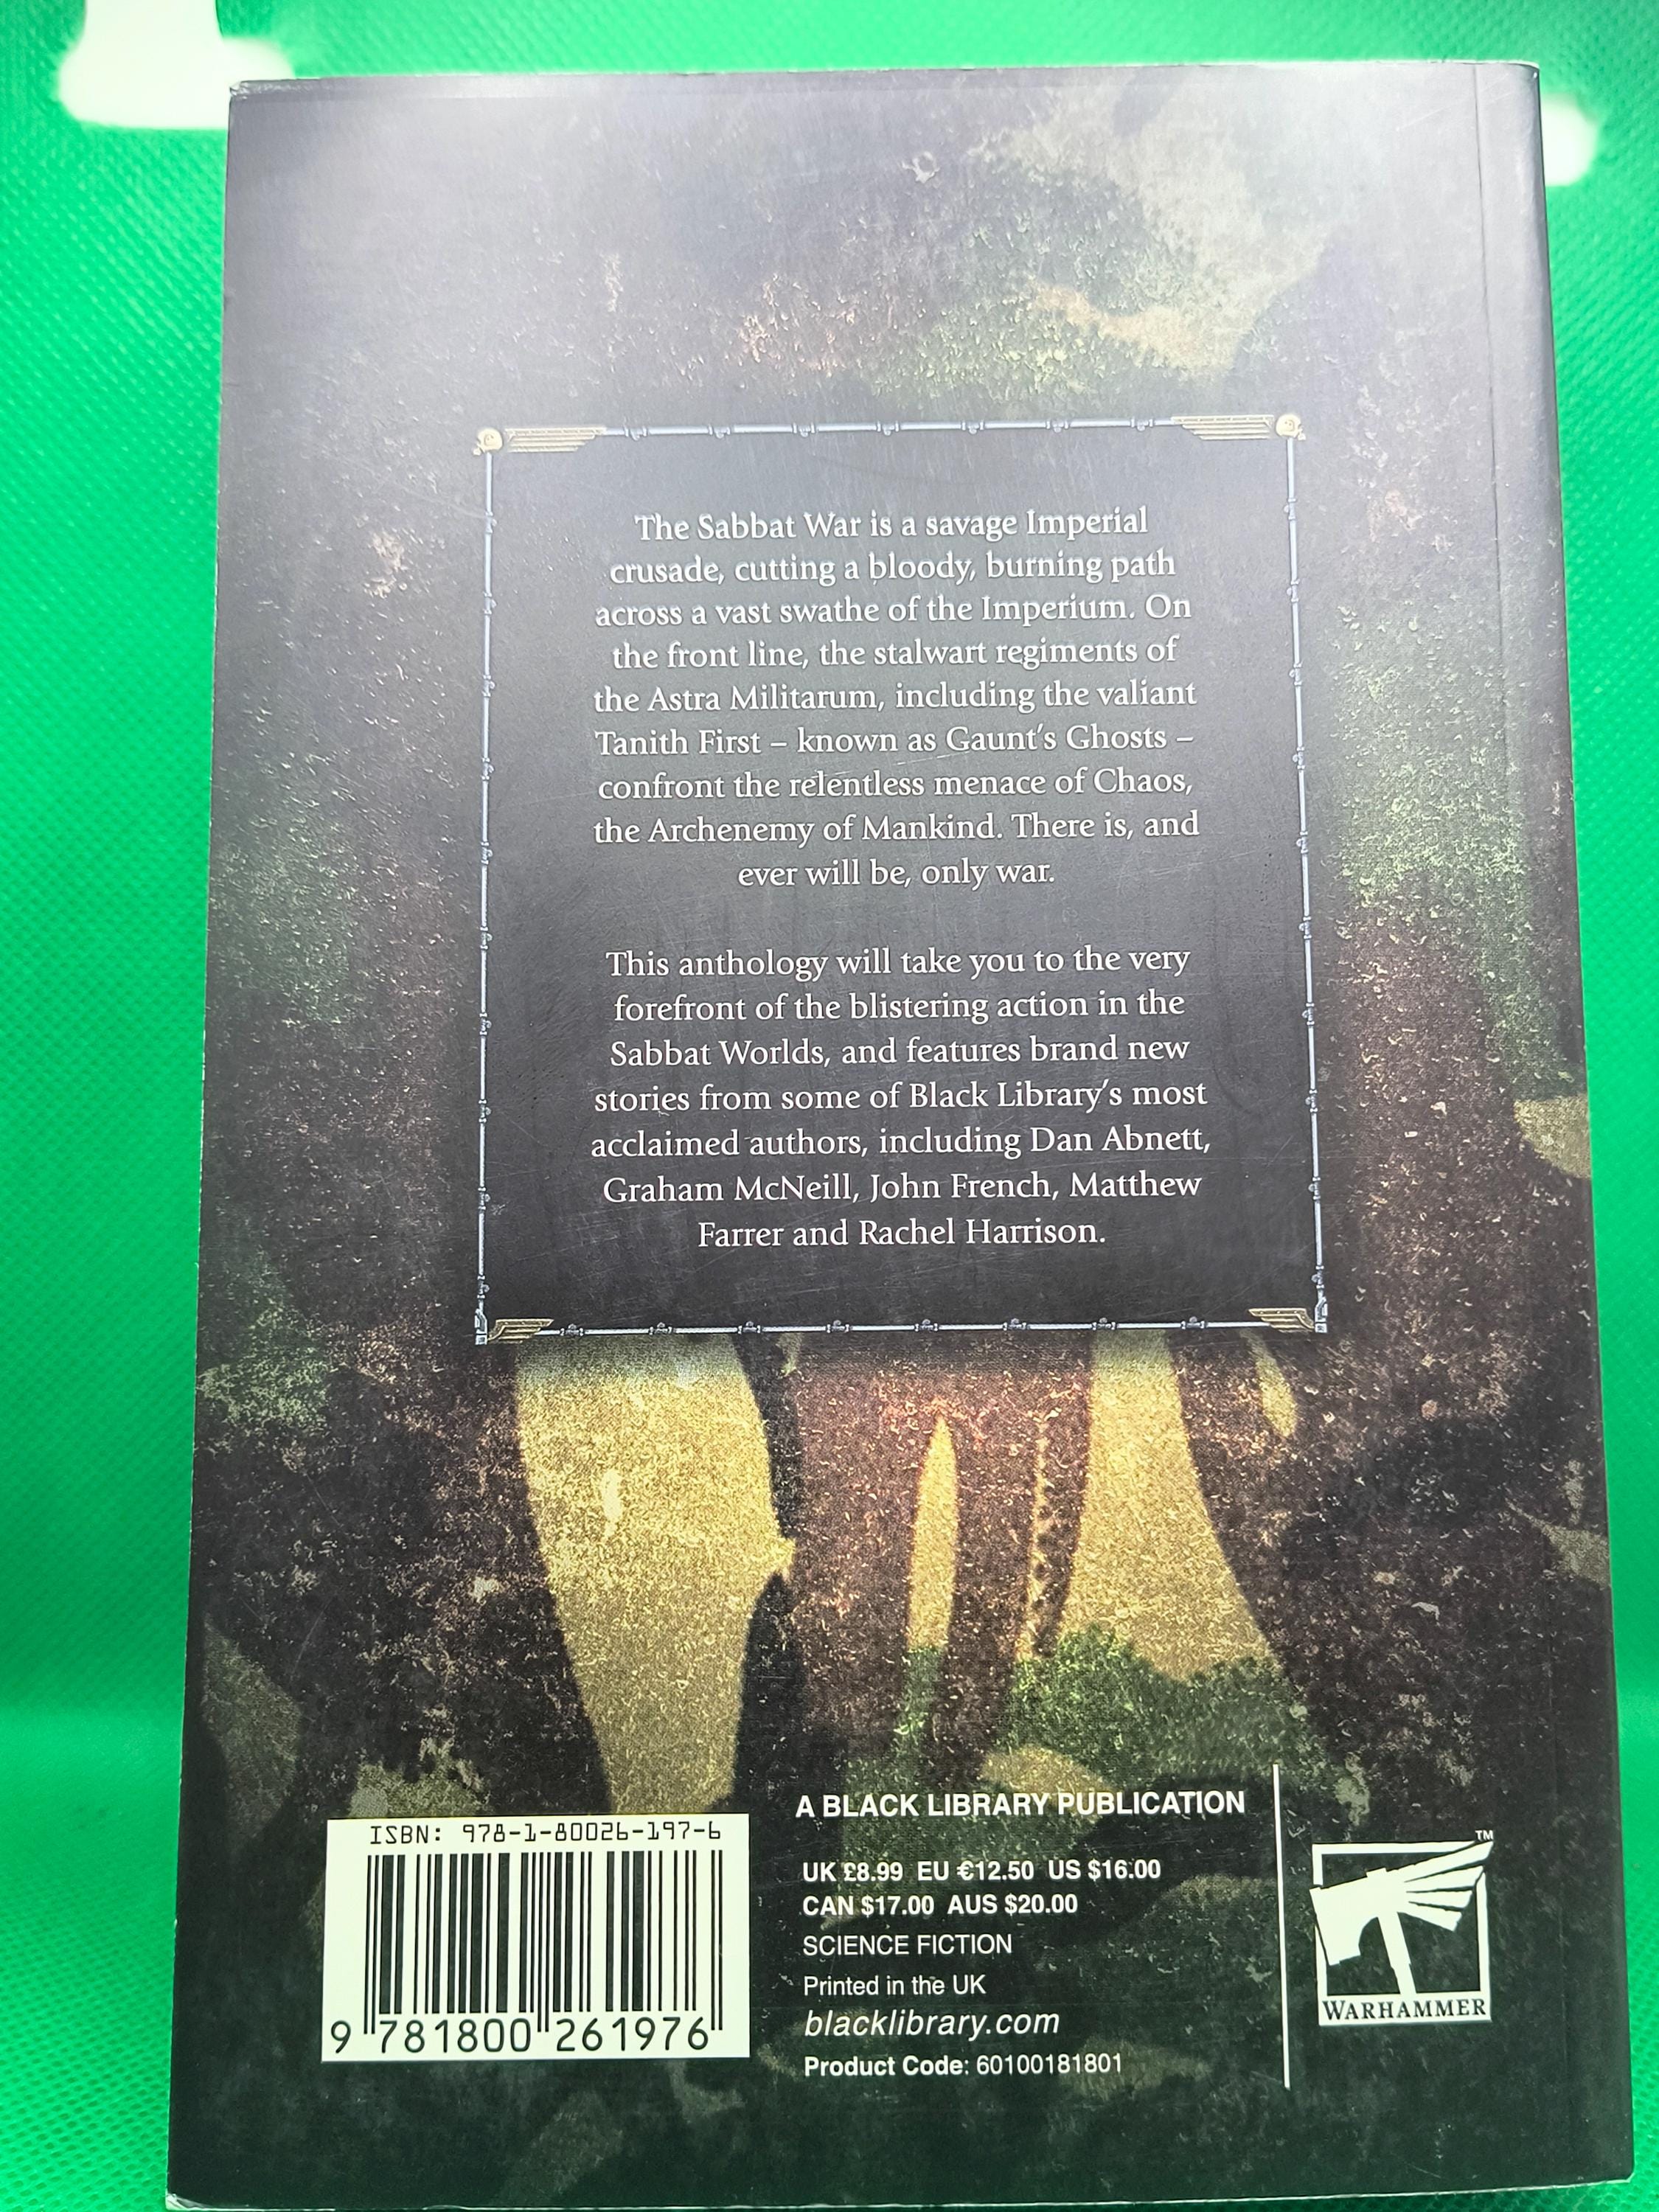 The Sabbat War is a savage Imperial
crusade, cutting a bloody, burning path
across a vast swathe of the Imperium. On
the front line, the stalwart regiments of
the Astra Militarum, including the valiant
Tanith First – known as Gaunt's Ghosts –
confront the relentless menace of Chaos,
the Archenemy of Mankind. There is, and
ever will be, only war.
This anthology will take you to the very
forefront of the blistering action in the
Sabbat Worlds, and features brand new
stories from some of Black Library's most
acclaimed authors, including Dan Abnett,
Graham McNeill, John French, Matthew
Farrer and Rachel Harrison.
ISBN: 978-1-80026-197-6
9 781800 261976
A BLACK LIBRARY PUBLICATION
UK £8.99 EU €12.50 US $16.00
CAN $17.00 AUS $20.00
SCIENCE FICTION
Printed in the UK
blacklibrary.com
Product Code: 60100181801
TM
WARHAMMER